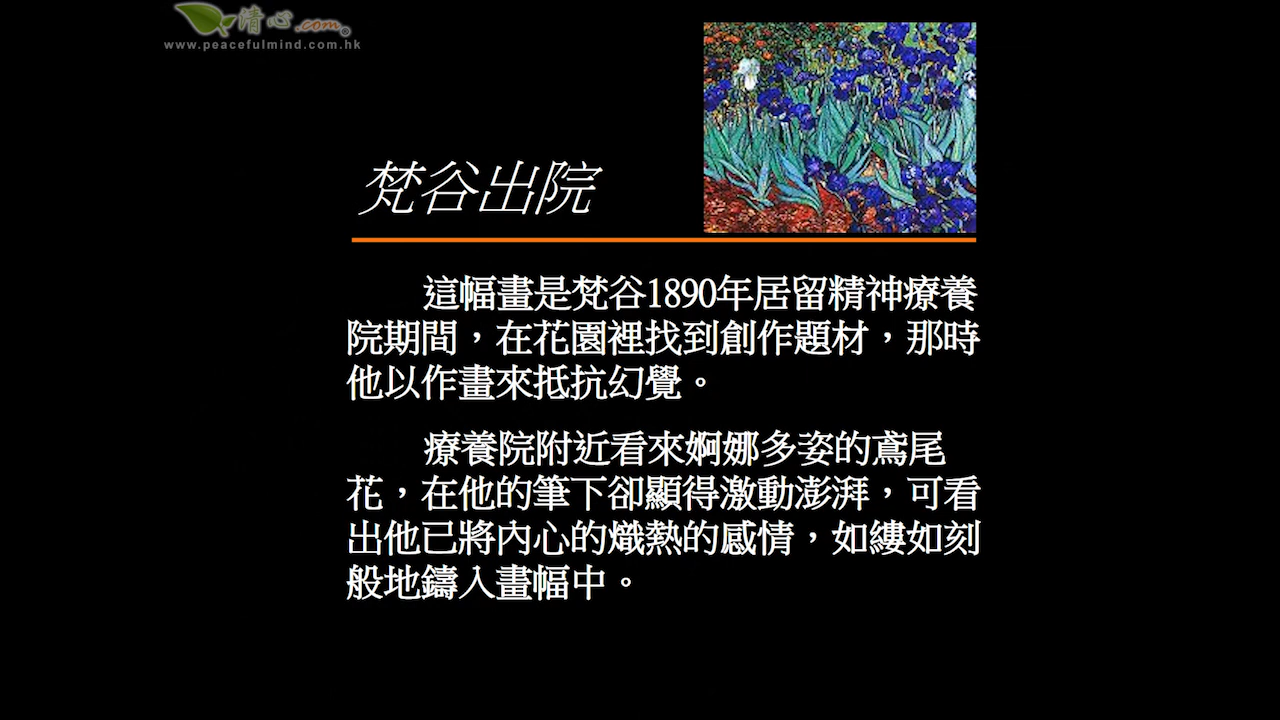 清心.com
www.peacefulmind.com.hk
梵谷出院
這幅畫是梵谷1890年居留精神療養
院期間，在花園裡找到創作題材，那時
他以作畫來抵抗幻覺。
療養院附近看來婀娜多姿的鳶尾
花，在他的筆下卻顯得激動澎湃，可看
出他已將內心的熾熱的感情，如縷如刻
般地鑄入畫幅中。